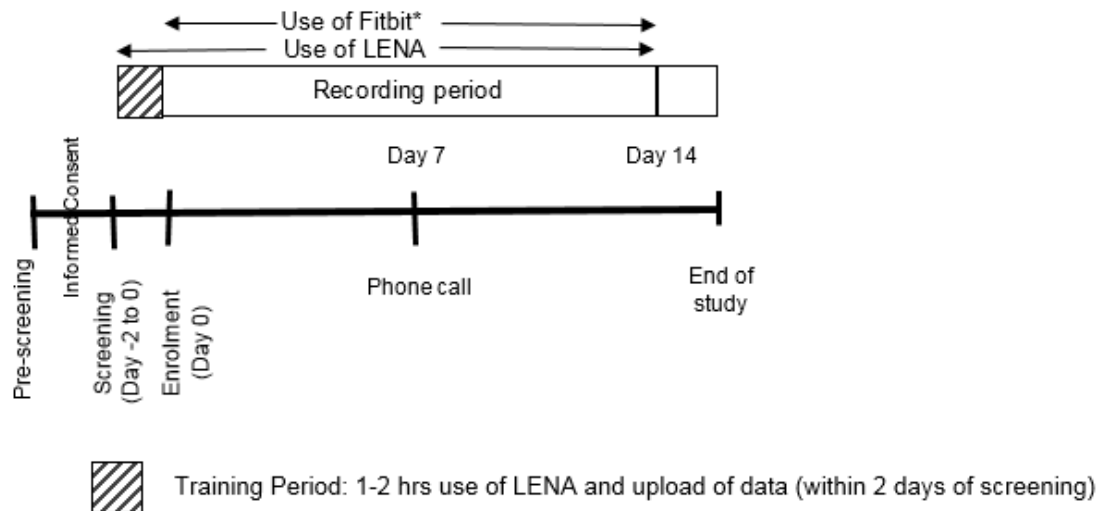 Use of Fitbit*
Use of LENA
Recording period
Day 7
Day 14
Pre-screening
Informed Consent
Screening
(Day -2 to 0)
Enrolment
(Day 0)
Phone call
End of
study
Training Period: 1-2 hrs use of LENA and upload of data (within 2 days of screening)